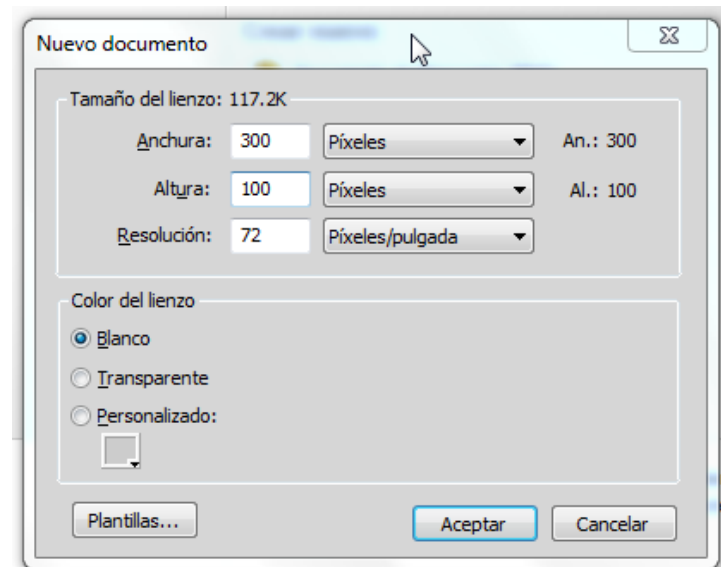 Nuevo documento
Tamaño del lienzo: 117.2K
Anchura: 300 Píxeles An.: 300
Altura: 100 Píxeles Al.: 100
Resolución: 72 Píxeles/pulgada
Color del lienzo
Blanco
Transparente
Personalizado:
Plantillas... Aceptar Cancelar